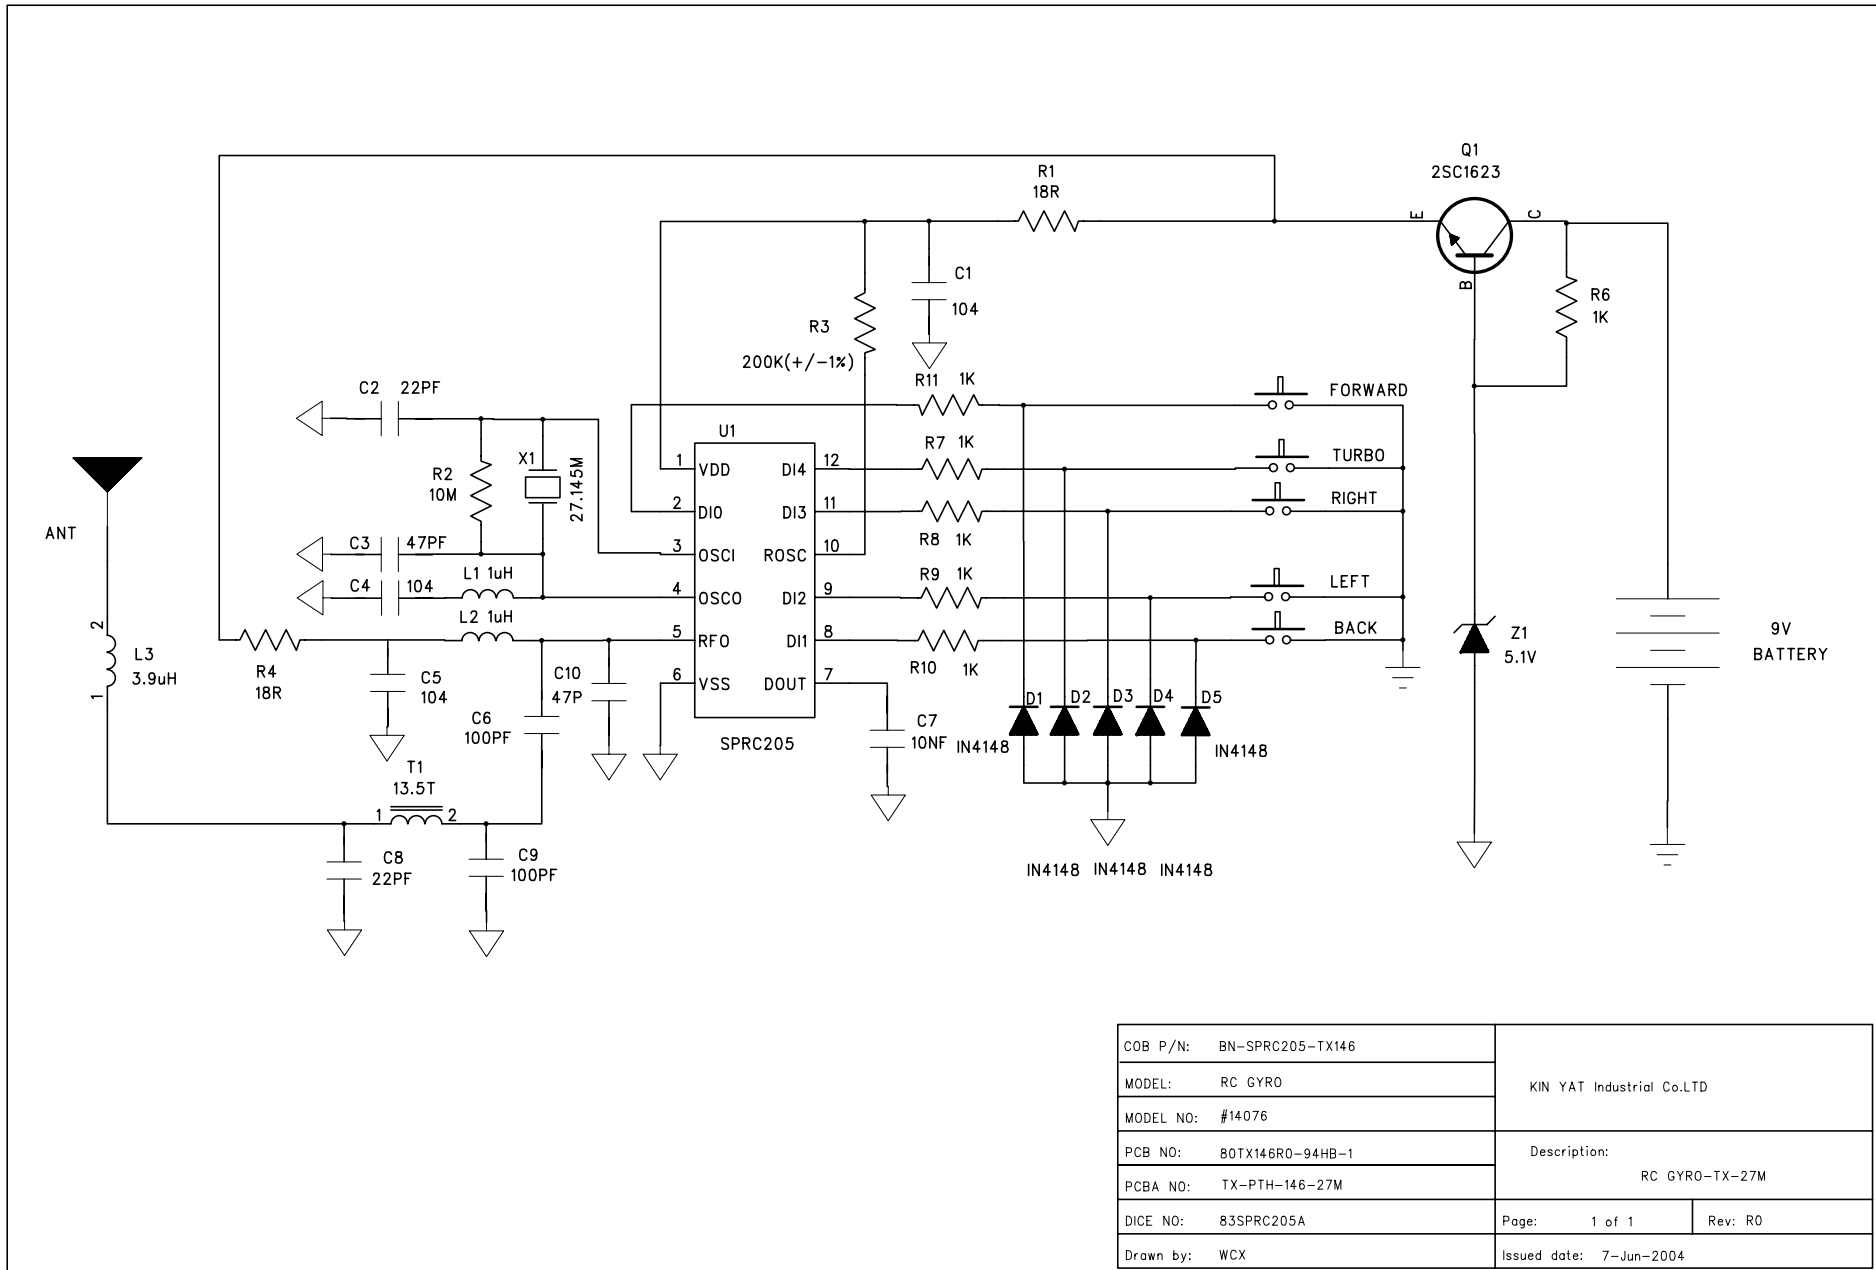 Q1
2SC1623
R1
18R
E
C
B
C1
104
R6
1K
R3
200K(+/-1%)
R11 1K
FORWARD
C2 22PF
U1
R7 1K
TURBO
X1
27.145M
R2
10M
1 VDD
DI4 12
RIGHT
ANT
2 DI0
DI3 11
R8 1K
C3 47PF
3 OSCI
ROSC 10
L1 1uH
R9 1K
LEFT
C4 104
4 OSCO
DI2 9
L2 1uH
BACK
2
L3
3.9uH
1
5 RFO
DI1 8
R10 1K
Z1
5.1V
9V
BATTERY
R4
18R
C5
104
C10
47P
6 VSS
DOUT 7
C6
100PF
SPRC205
C7
10NF
D1 D2 D3 D4 D5
IN4148
IN4148
T1
13.5T
1 2
C8
22PF
C9
100PF
IN4148 IN4148 IN4148
COB P/N: BN-SPRC205-TX146
MODEL: RC GYRO
MODEL NO: #14076
PCB NO: 80TX146R0-94HB-1
PCBA NO: TX-PTH-146-27M
DICE NO: 83SPRC205A
Drawn by: WCX
KIN YAT Industrial Co.LTD
Description:
RC GYRO-TX-27M
Page: 1 of 1
Rev: R0
Issued date: 7-Jun-2004